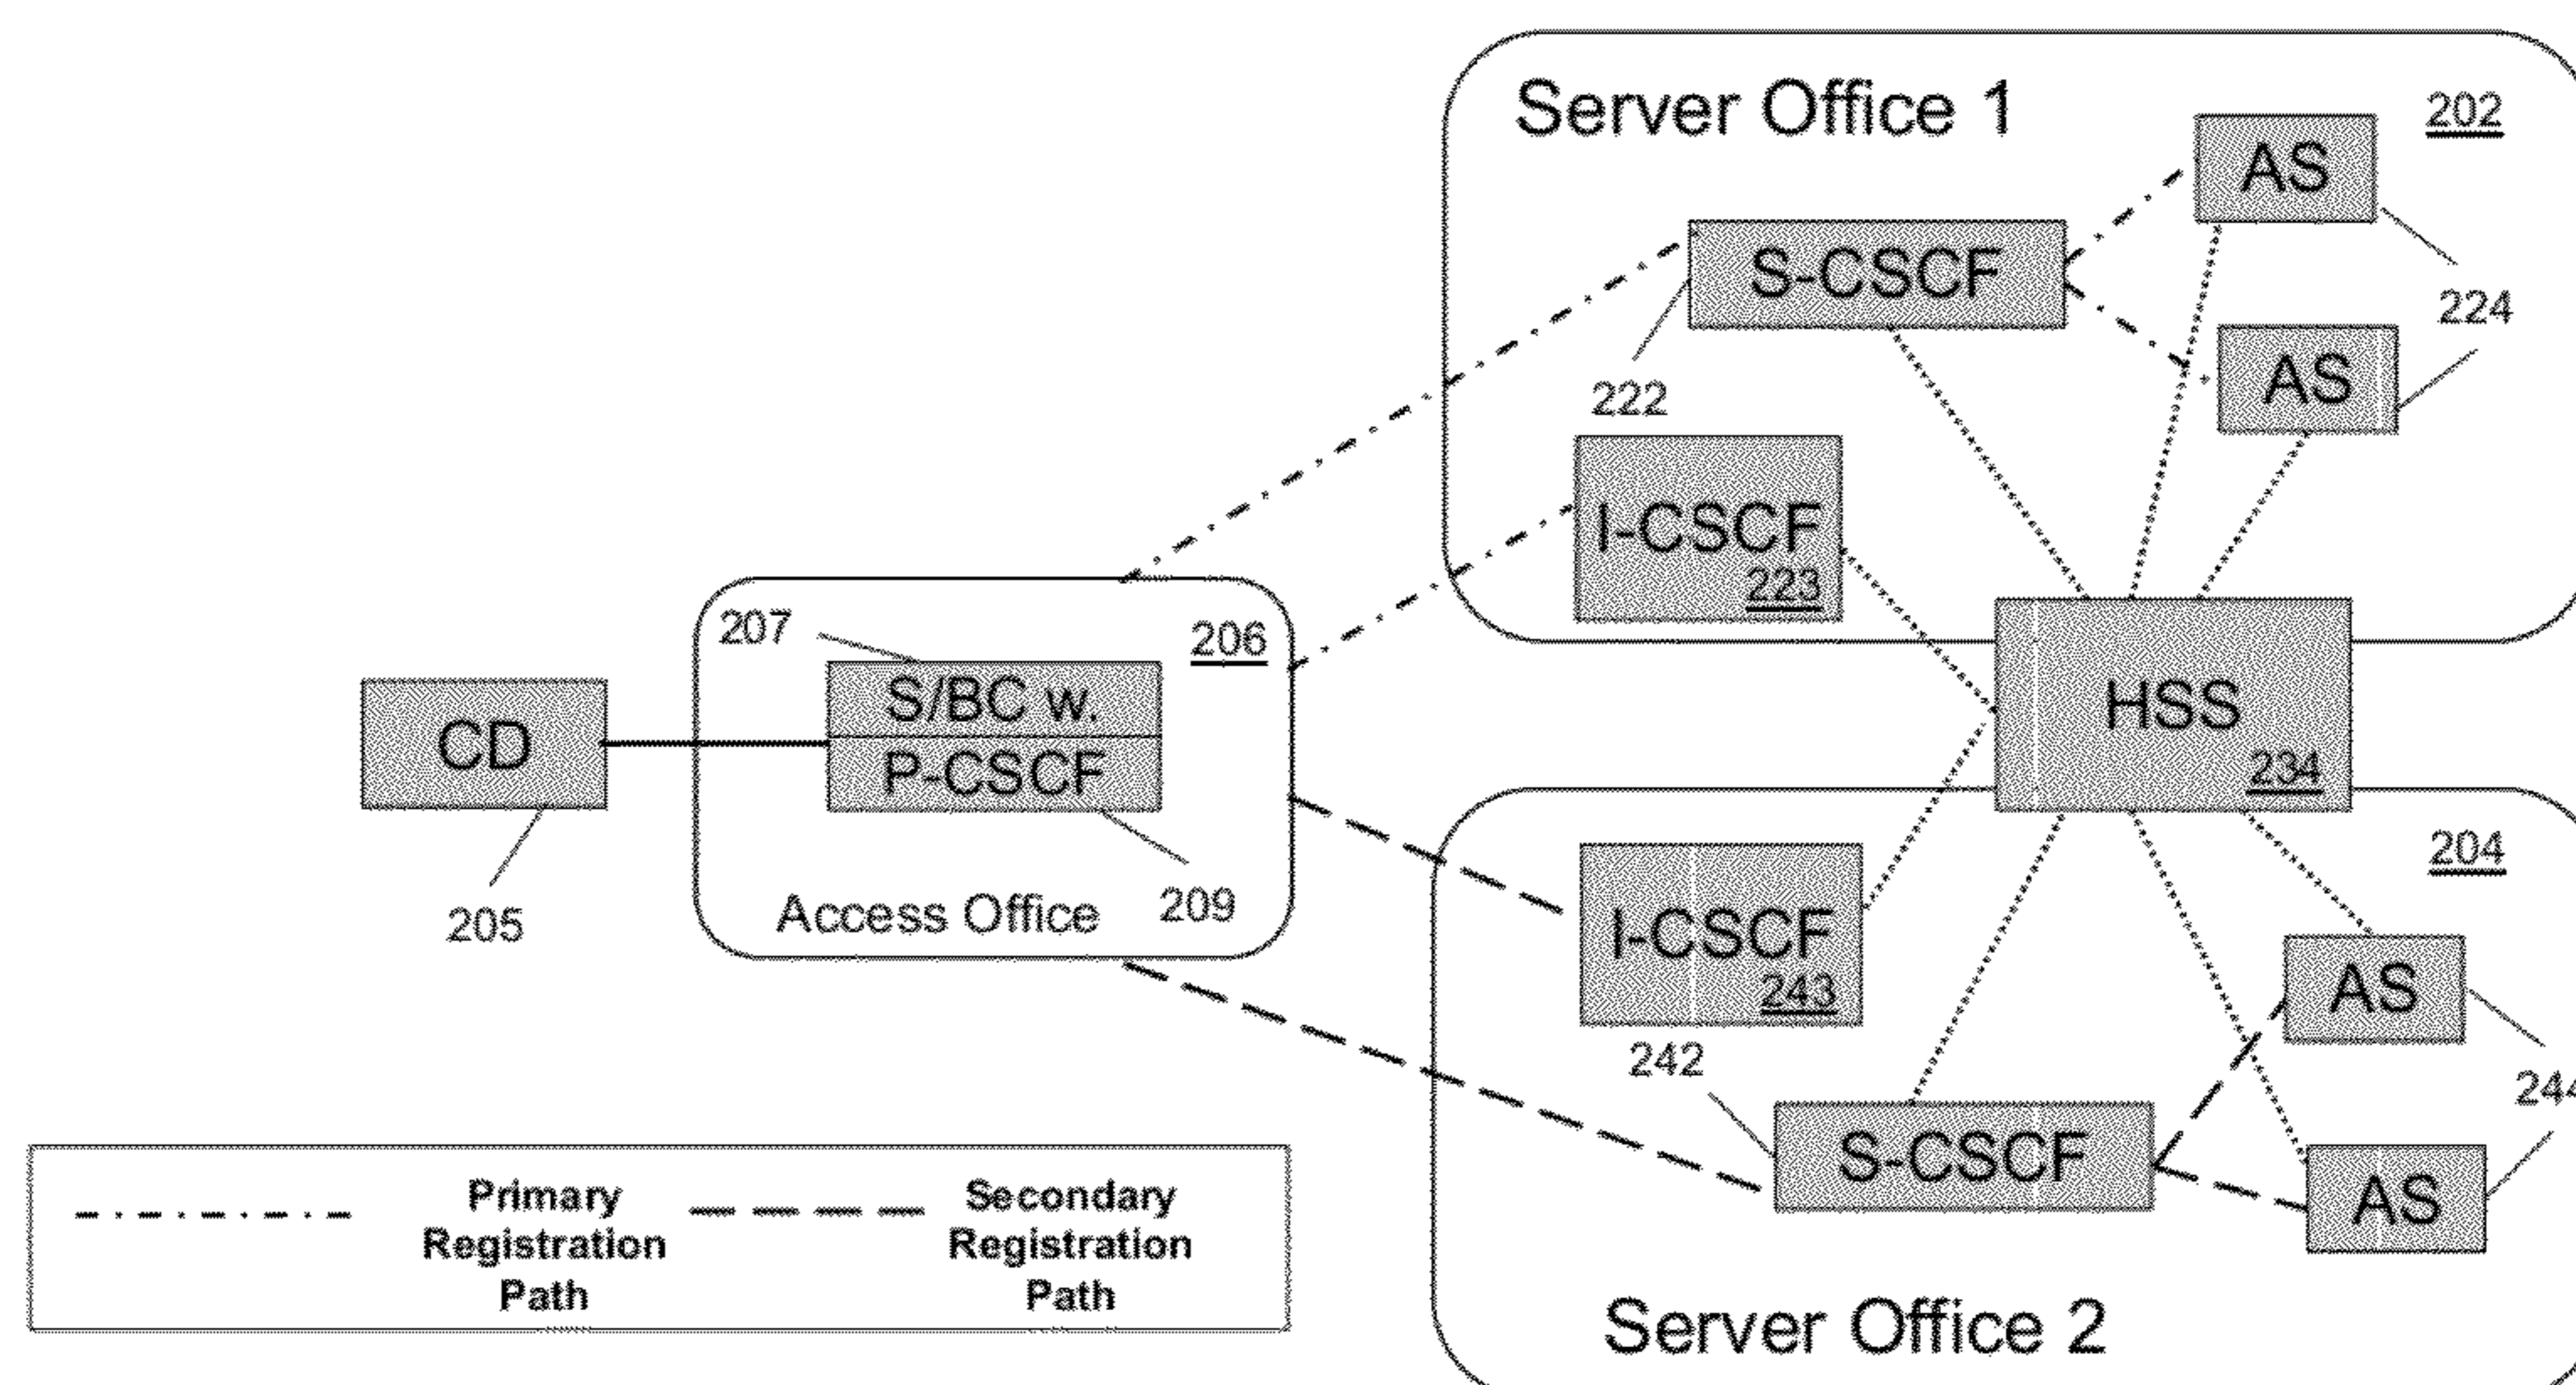 Server Office 1
202
AS
S-CSCF
224
222
AS
I-CSCF
223
207
206
S/BC w.
P-CSCF
CD
HSS
234
205
Access Office
209
204
I-CSCF
243
AS
242
244
S-CSCF
AS
Primary
Registration
Path
Secondary
Registration
Path
Server Office 2